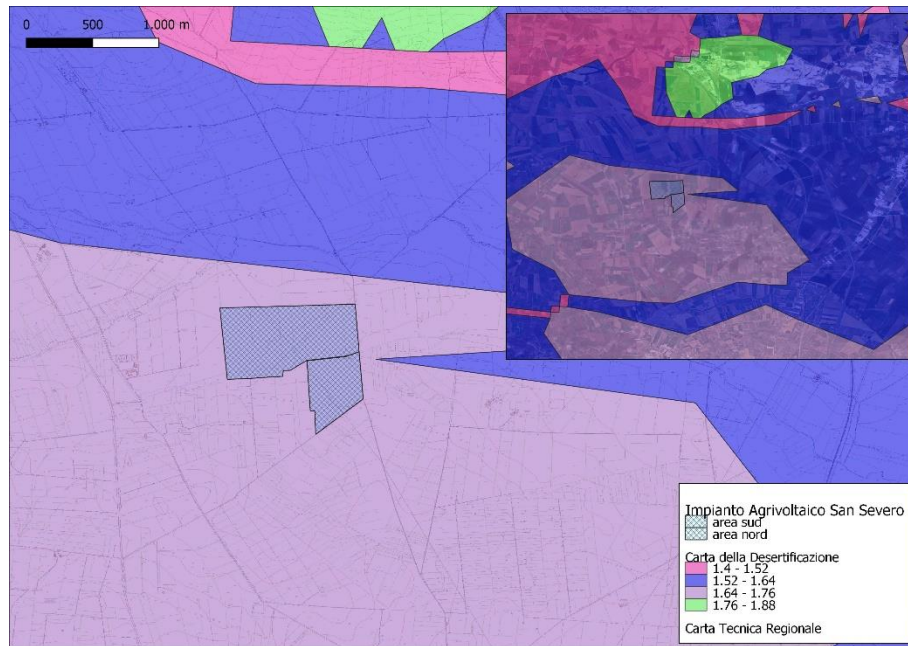 0 500 1.000 m
Impianto Agrivoltaico San Severo
area sud
area nord
Carta della Desertificazione
1.4 - 1.52
1.52 - 1.64
1.64 - 1.76
1.76 - 1.88
Carta Tecnica Regionale